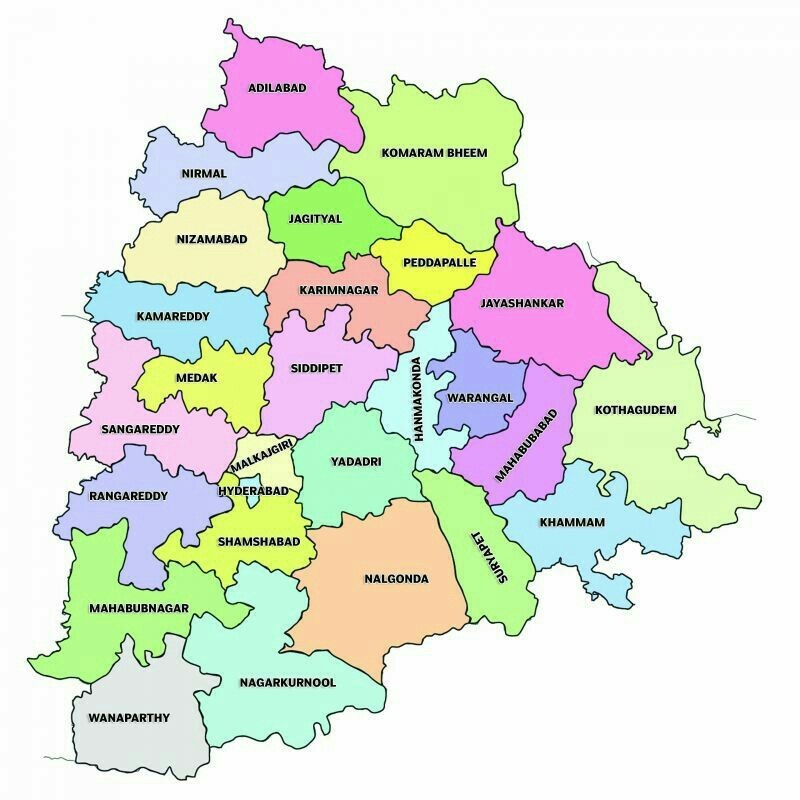 ADILABAD
KOMARAM BHEEM
NIRMAL
JAGITYAL
NIZAMABAD
PEDDAPALLE
KARIMNAGAR
JAYASHANKAR
KAMAREDDY
SIDDIPET
MEDAK
HANMAKONDA
WARANGAL
KOTHAGUDEM
SANGAREDDY
MAHABUBABAD
MALKAJGIRI
YADADRI
HYDERABAD
RANGAREDDY
KHAMMAM
SHAMSHABAD
SURYAPET
NALGONDA
MAHABUBNAGAR
NAGARKURNOOL
WANAPARTHY